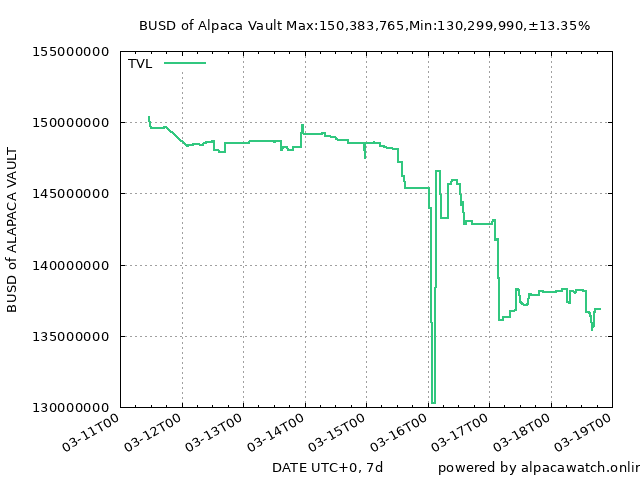 BUSD of Alpaca Vault Max:150,383,765,Min:130,299,990,±13.35%
TVL
155000000
150000000
145000000
140000000
135000000
130000000
BUSD of ALAPACA VAULT
03-11T00
03-12T00
03-13T00
03-14T00
03-15T00
03-16T00
03-17T00
03-18T00
03-19T00
DATE UTC+0, 7d
powered by alpacawatch.onlin